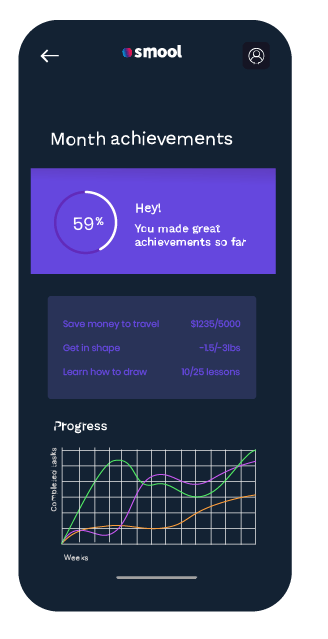 smool
Month achievements
59%
Hey!
You made great
achievements so far
Save money to travel $1235/5000
Get in shape -1.5/-3lbs
Learn how to draw 10/25 lessons
Progress
Completed tasks
Weeks